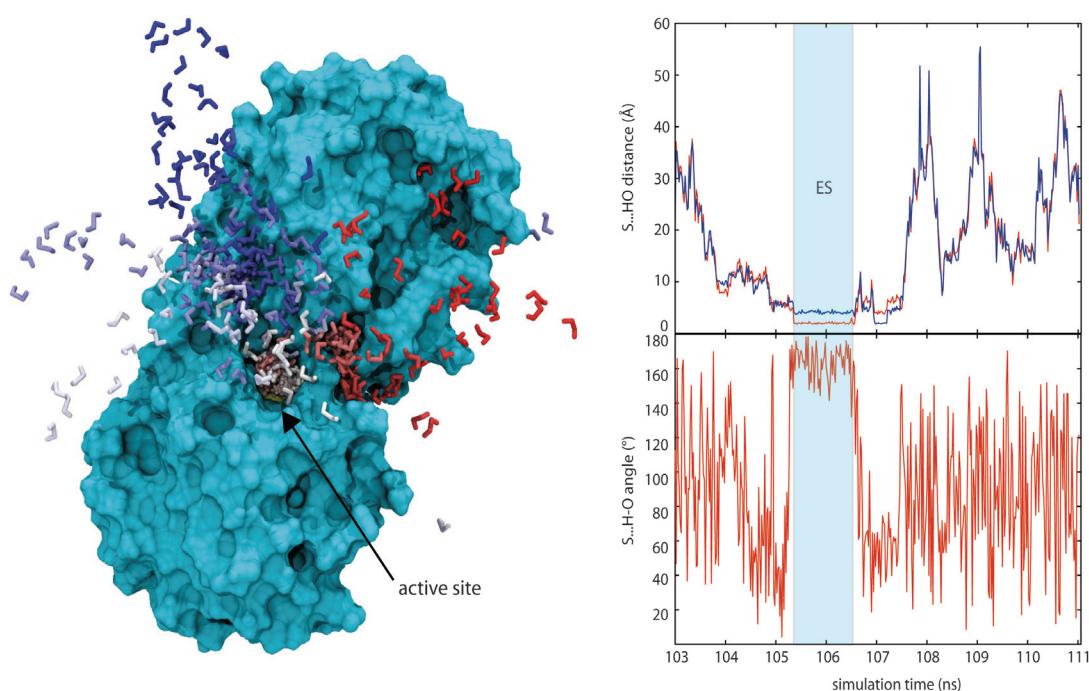 active site
S...HO distance (Å)
60
50
40
30
20
10
0
ES
S...H-O angle (°)
180
160
140
120
100
80
60
40
20
103 104 105 106 107 108 109 110 111
simulation time (ns)